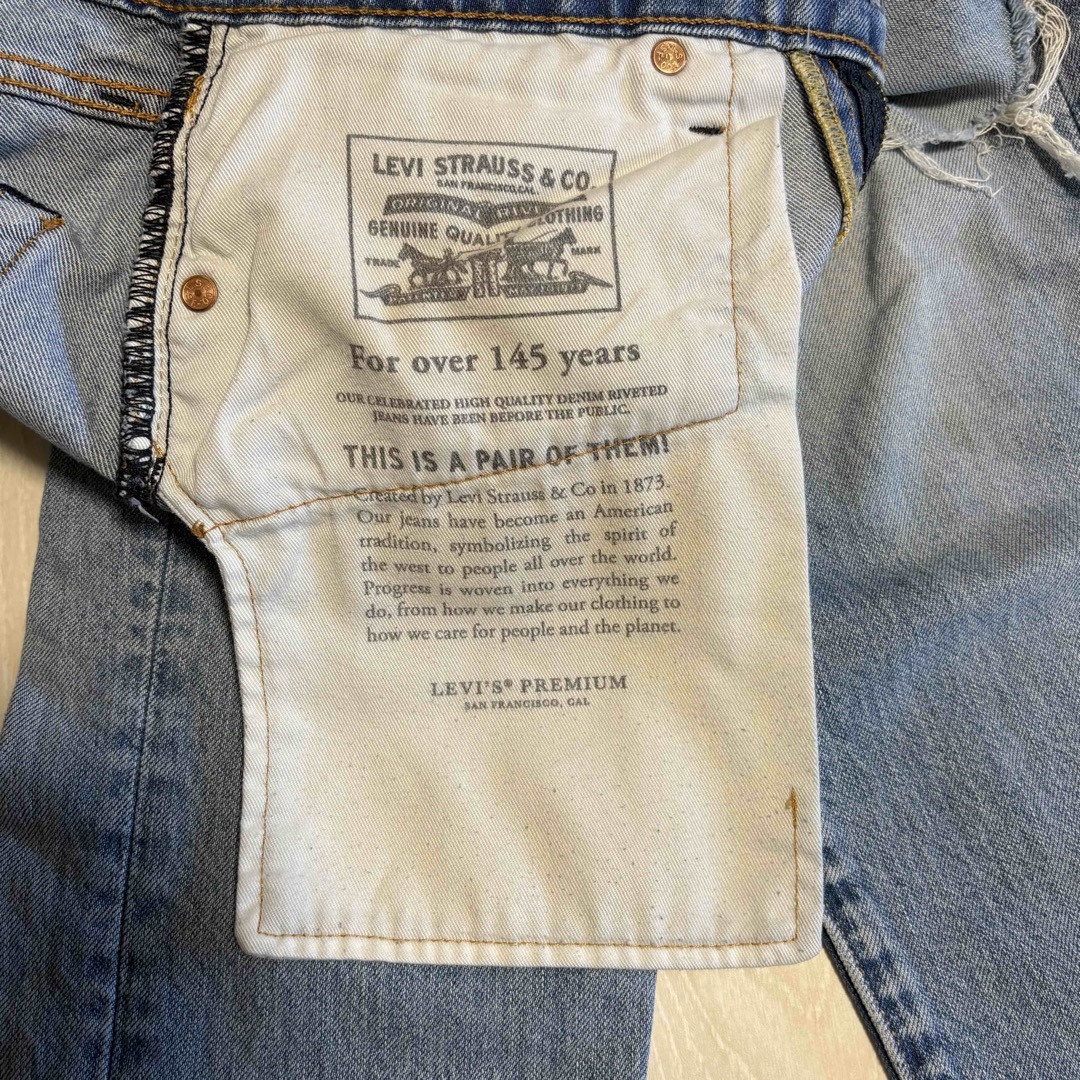 LEVI STRAUSS & CO.
SAN FRANCISCO, CAL.
ORIGINAL
GENUINE CLOTHING
TRADE MARK
For over 145 years
OUR CELEBRATED HIGH QUALITY DENIM RIVETED
JEANS HAVE BEEN BEFORE THE PUBLIC.
THIS IS A PAIR OF THEM!
Created by Levi Strauss & Co in 1873.
Our jeans have become an American
tradition, symbolizing the spirit of
the west to people all over the world.
Progress is woven into everything we
do, from how we make our clothing to
how we care for people and the planet.
LEVI'S® PREMIUM
SAN FRANCISCO, CAL